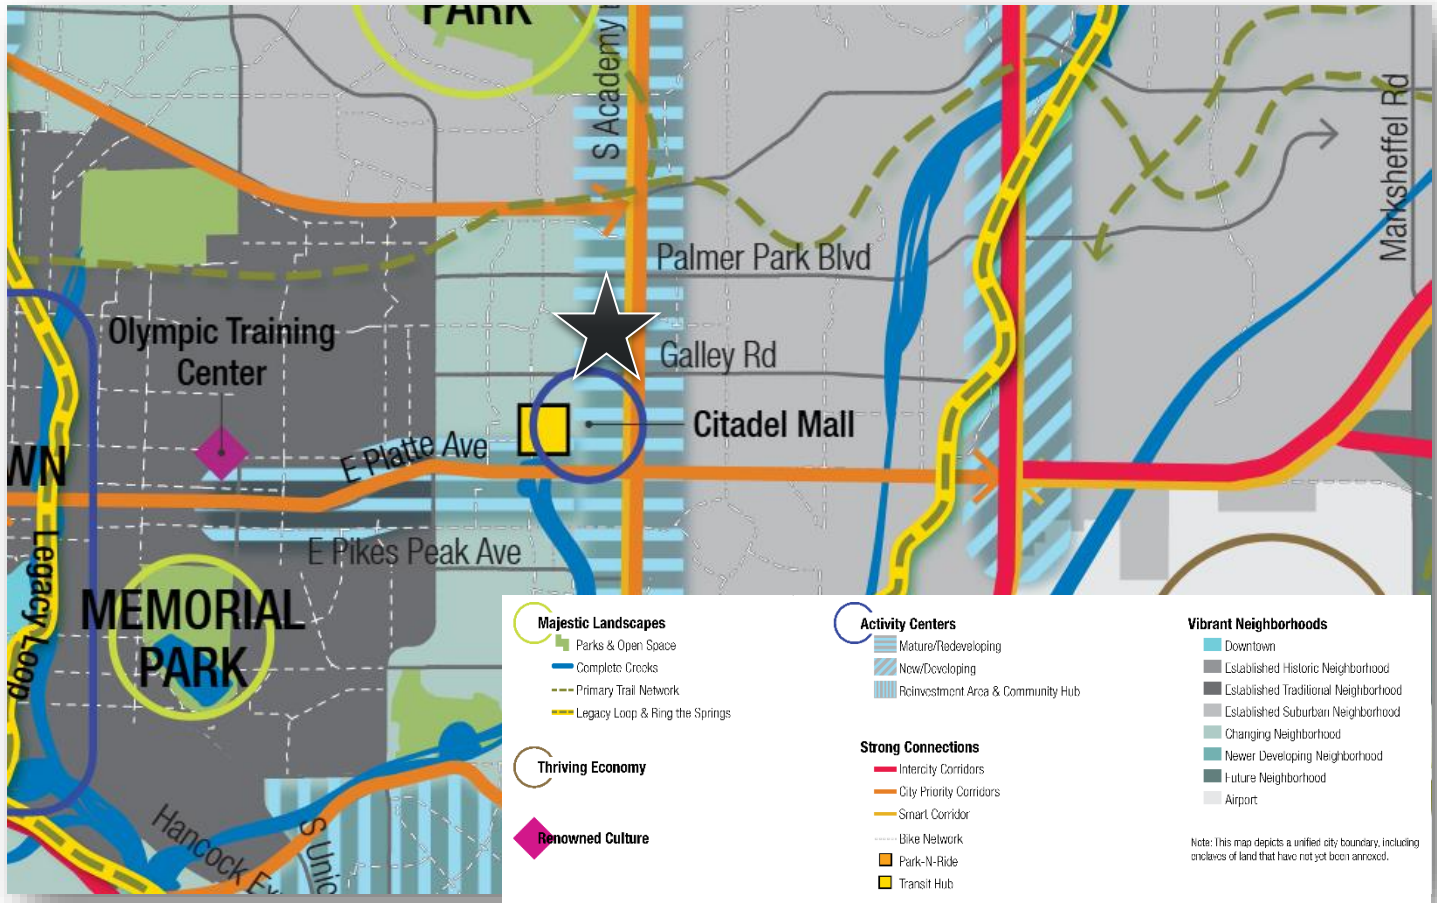 PARK
S Academy
Marksheffel Rd
Palmer Park Blvd
Olympic Training
Center
Galley Rd
Citadel Mall
E Platte Ave
WN
E Pikes Peak Ave
Legacy Loop
MEMORIAL
PARK
Hancock
S Unio
Majestic Landscapes
Parks & Open Space
Complete Creeks
Primary Trail Network
Legacy Loop & Ring the Springs
Thriving Economy
Renowned Culture
Activity Centers
Mature/Redeveloping
New/Developing
Reinvestment Area & Community Hub
Strong Connections
Intercity Corridors
City Priority Corridors
Smart Corridor
Bike Network
Park-N-Ride
Transit Hub
Vibrant Neighborhoods
Downtown
Established Historic Neighborhood
Established Traditional Neighborhood
Established Suburban Neighborhood
Changing Neighborhood
Newer Developing Neighborhood
Future Neighborhood
Airport
Note: This map depicts a unified city boundary, including
enclaves of land that have not yet been annexed.